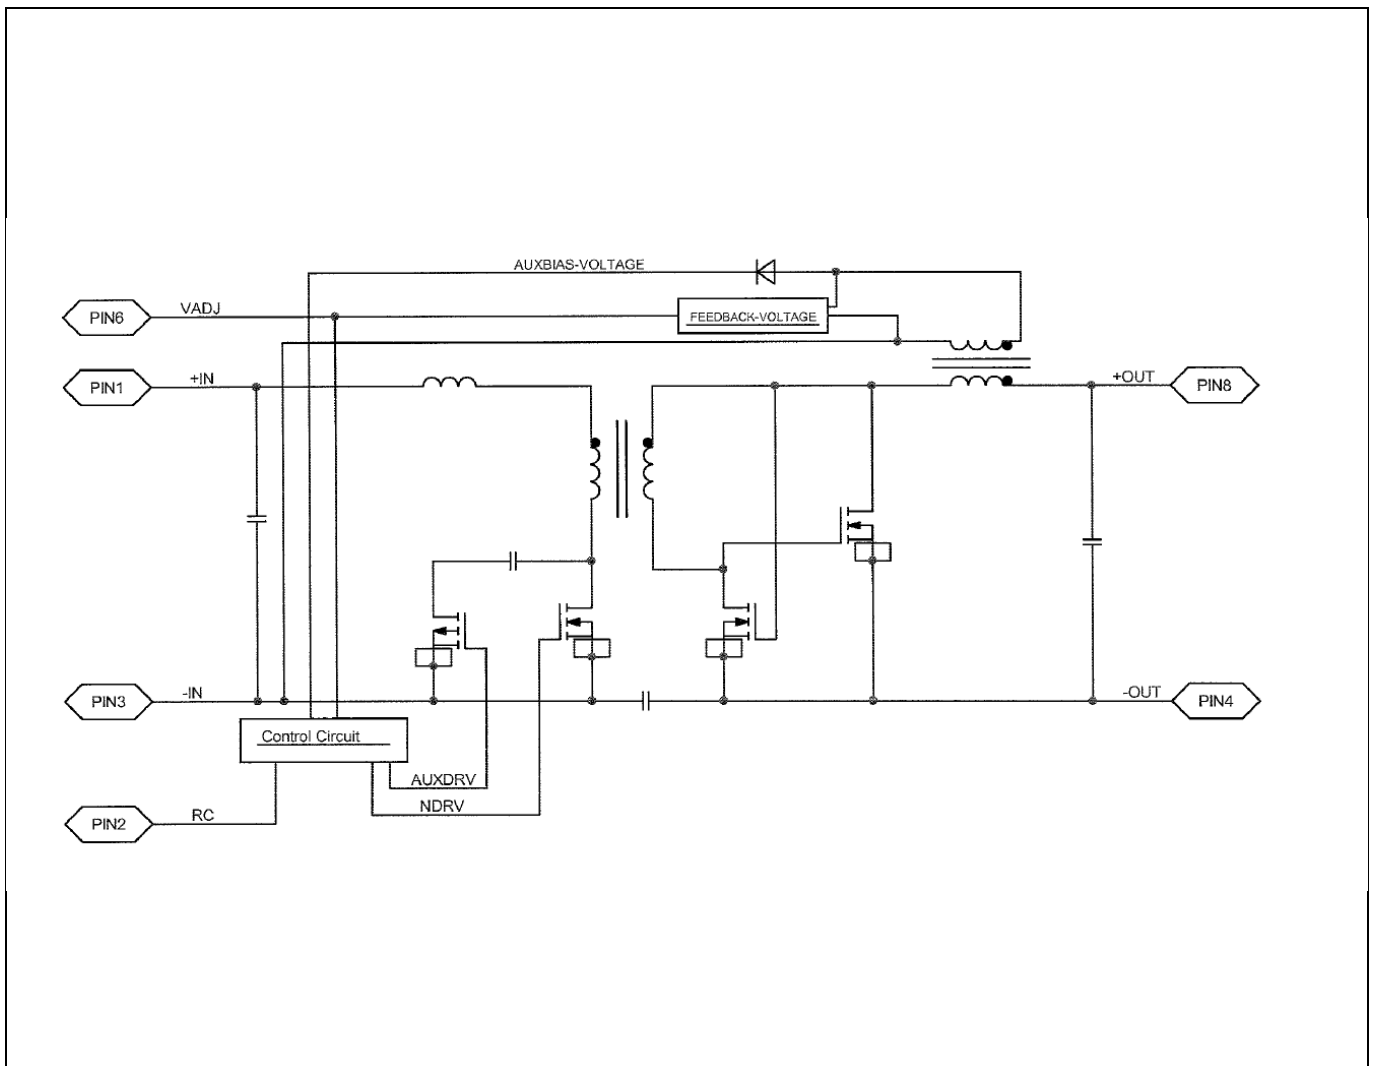 AUXBIAS-VOLTAGE
PIN6
VADJ
FEEDBACK-VOLTAGE
PIN1
+IN
+OUT
PIN8
PIN3
-IN
-OUT
PIN4
Control Circuit
AUXDRV
NDRV
PIN2
RC